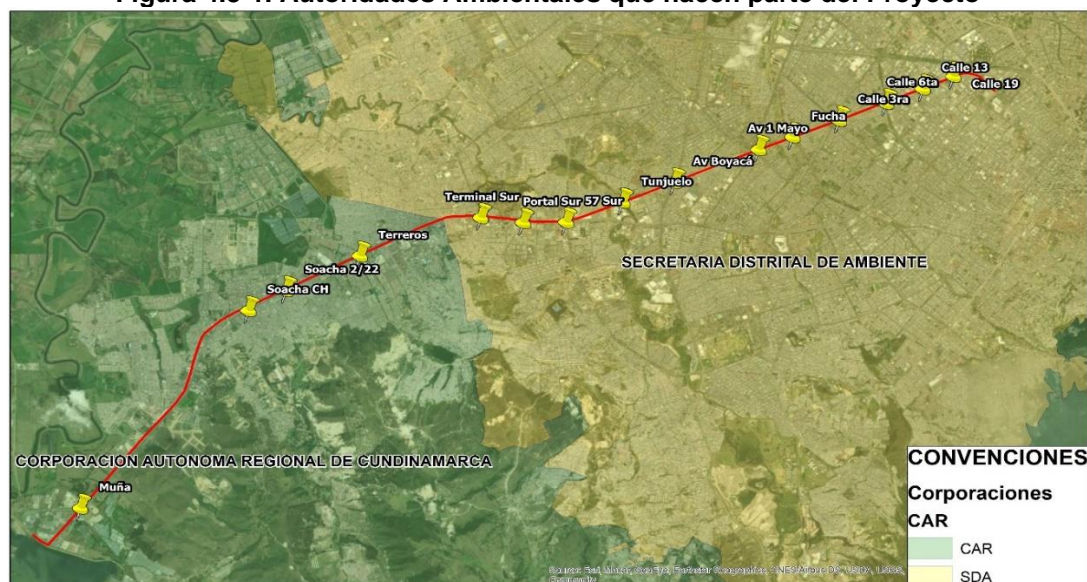 Figura 4.3-1. Autoridades Ambientales que hacen parte del Proyecto
Calle 13
Calle 6ta
Calle 19
Calle 3ra
Fucha
Av 1 Mayo
Av Boyacá
Tunjuelo
Terminal Sur
Portal Sur 57 Sur
Terreros
SECRETARIA DISTRITAL DE AMBIENTE
Soacha 2/22
Soacha CH
CORPORACION AUTONOMA REGIONAL DE CUNDINAMARCA
Muña
CONVENCIONES
Corporaciones
CAR
CAR
SDA